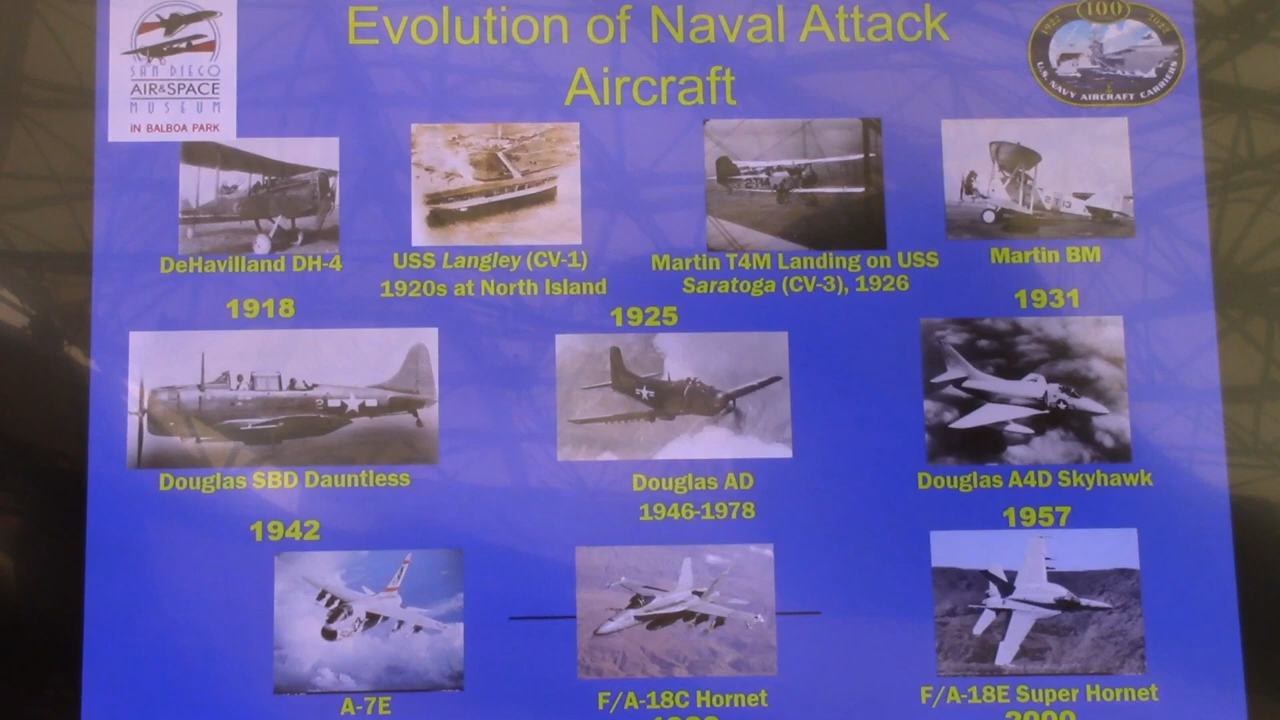 Evolution of Naval Attack
Aircraft
SAN DIEGO
AIR&SPACE
MUSEUM
IN BALBOA PARK
1922 100 2022
U.S. NAVY AIRCRAFT CARRIERS
DeHavilland DH-4
1918
USS Langley (CV-1)
1920s at North Island
Martin T4M Landing on USS
Saratoga (CV-3), 1926
1925
Martin BM
1931
Douglas SBD Dauntless
1942
Douglas AD
1946-1978
Douglas A4D Skyhawk
1957
A-7E
F/A-18C Hornet
F/A-18E Super Hornet
2000